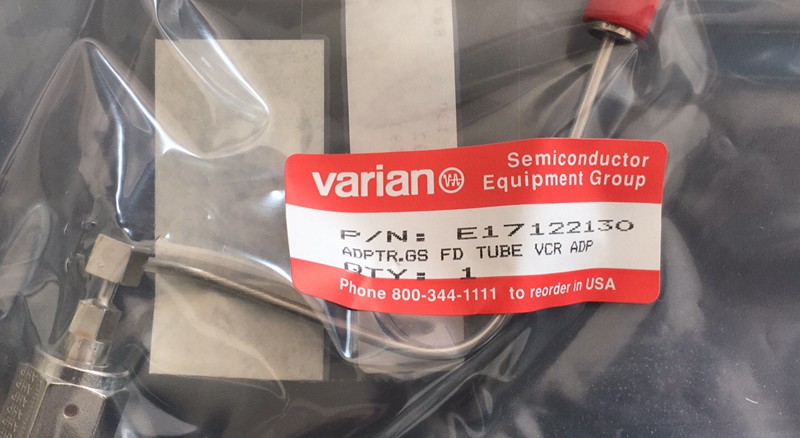 varian VA Semiconductor
Equipment Group
P/N: E17122130
ADPTR.GS FD TUBE VCR ADP
QTY: 1
Phone 800-344-1111 to reorder in USA